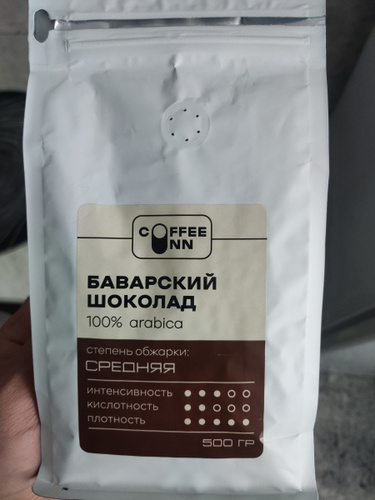 COFFEE
INN
БАВАРСКИЙ
ШОКОЛАД
100% arabica
степень обжарки:
СРЕДНЯЯ
интенсивность
кислотность
плотность
500 ГР